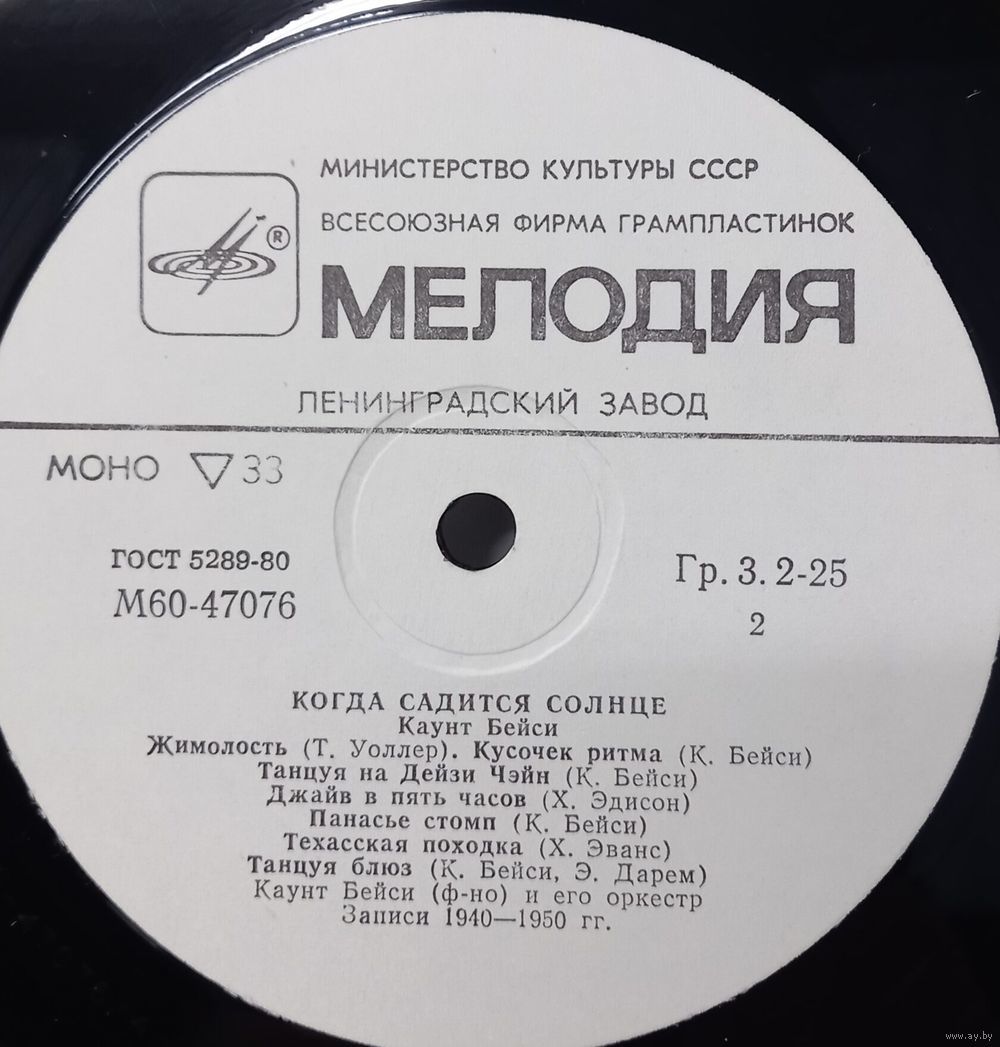 МИНИСТЕРСТВО КУЛЬТУРЫ СССР
ВСЕСОЮЗНАЯ ФИРМА ГРАМПЛАСТИНОК
®
МЕЛОДИЯ
ЛЕНИНГРАДСКИЙ ЗАВОД
МОНО ▽ 33
ГОСТ 5289-80
М60-47076
Гр. 3. 2-25
2
КОГДА САДИТСЯ СОЛНЦЕ
Каунт Бейси
Жимолость (Т. Уоллер). Кусочек ритма (К. Бейси)
Танцуя на Дейзи Чэйн (К. Бейси)
Джайв в пять часов (Х. Эдисон)
Панасье стомп (К. Бейси)
Техасская походка (Х. Эванс)
Танцуя блюз (К. Бейси, Э. Дарем)
Каунт Бейси (ф-но) и его оркестр
Записи 1940—1950 гг.
www.ay.by